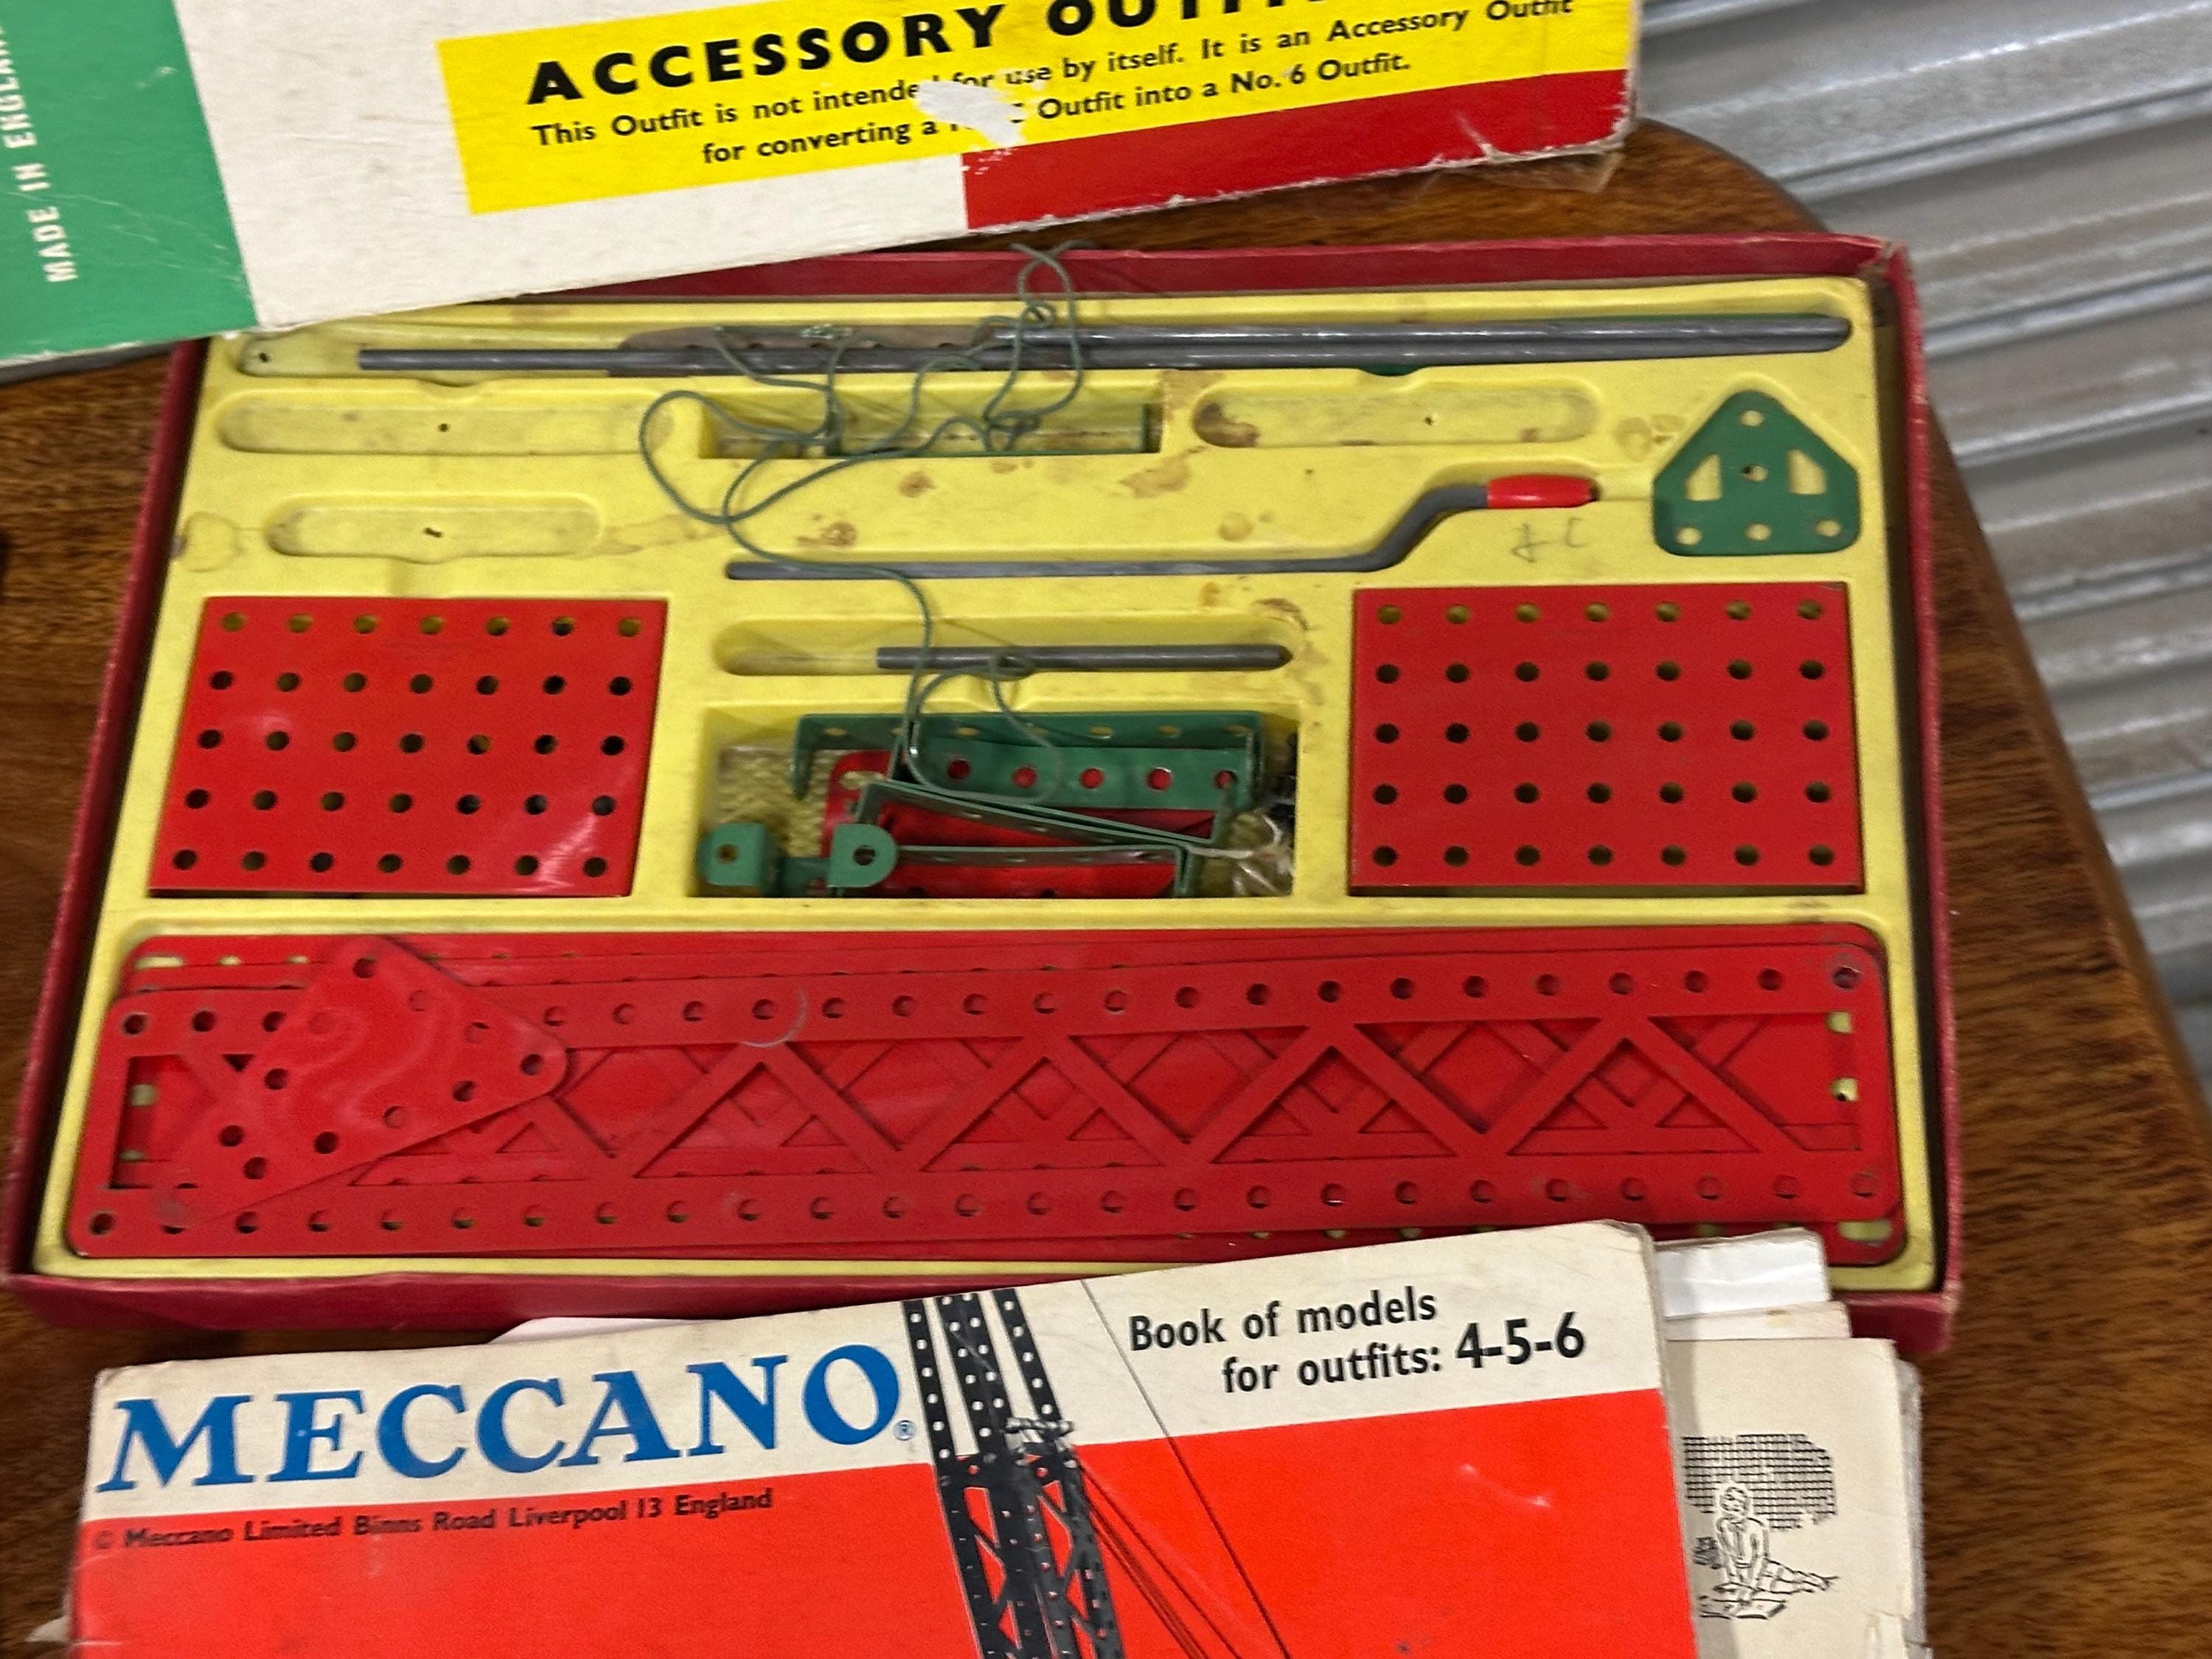 MADE IN ENGLAND
ACCESSORY OUTFIT
This Outfit is not intended for use by itself. It is an Accessory Outfit
for converting a Outfit into a No. 6 Outfit.
MECCANO®
© Meccano Limited Binns Road Liverpool 13 England
Book of models
for outfits: 4-5-6